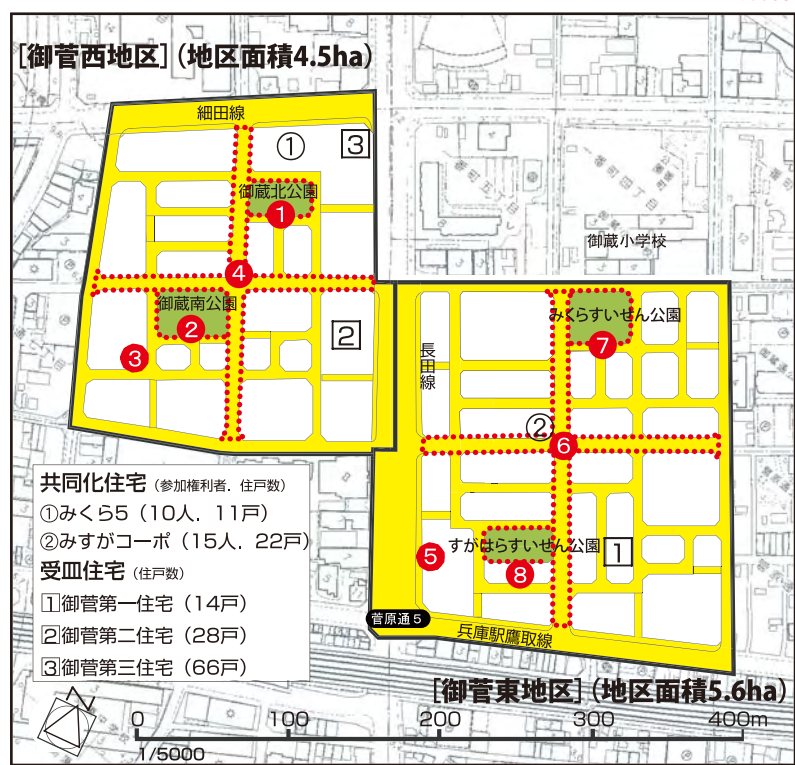 [御菅西地区](地区面積4.5ha)
細田線
①
3
御蔵北公園
1
御蔵小学校
4
御蔵南公園
2
みくらすいせん公園
2
7
3
長田線
②
6
共同化住宅(参加権利者.住戸数)
①みくら5(10人.11戸)
②みすがコーポ(15人.22戸)
受皿住宅(住戸数)
1御菅第一住宅(14戸)
2御菅第二住宅(28戸)
3御菅第三住宅(66戸)
5
すがはらすいせん公園
1
8
菅原通5
兵庫駅鷹取線
[御菅東地区](地区面積5.6ha)
0 100 200 300 400m
1/5000